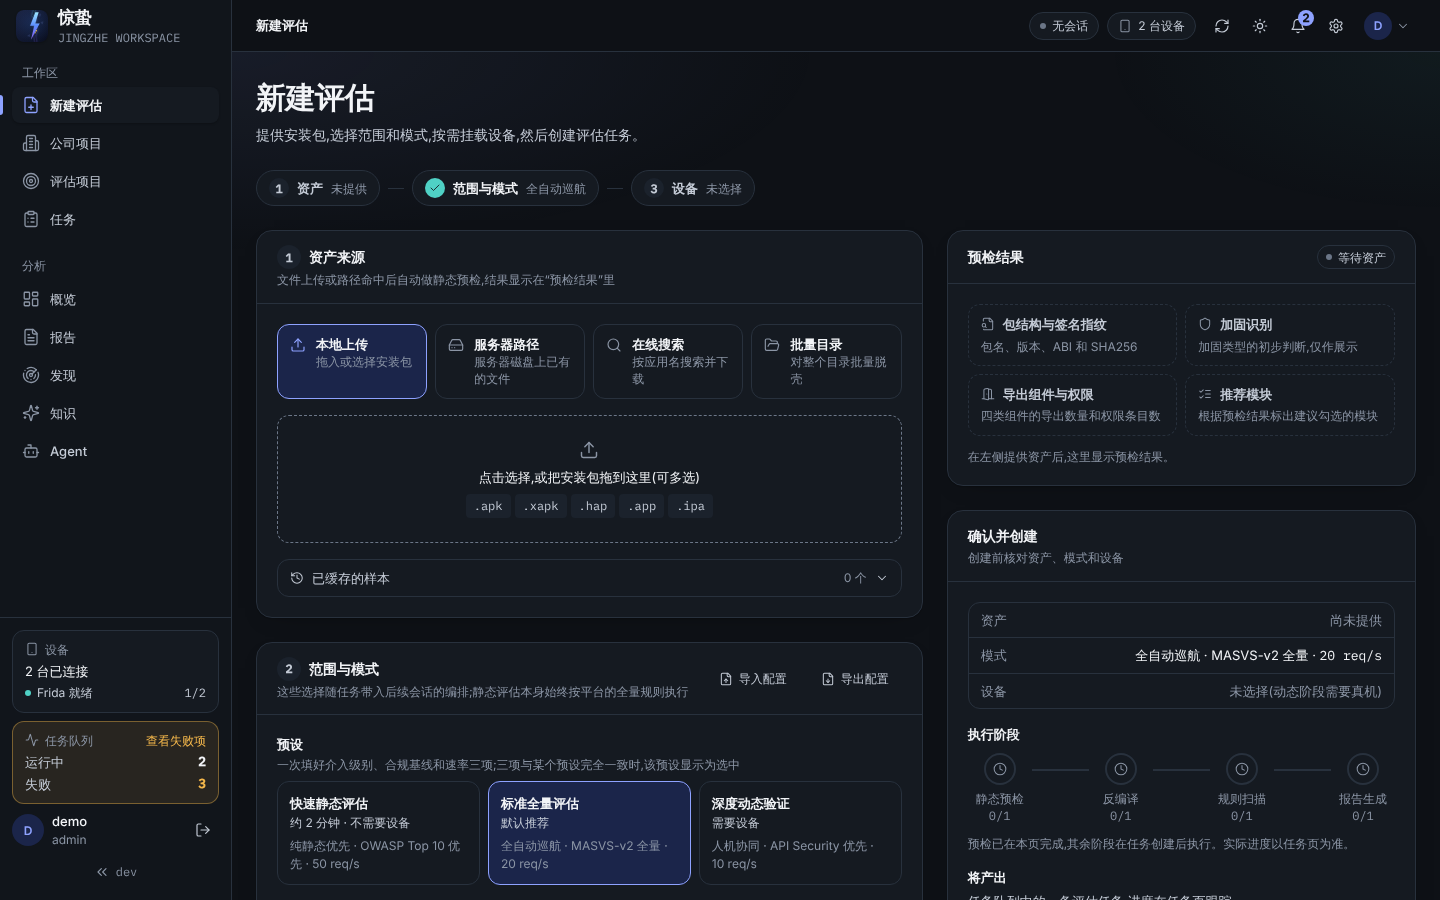 惊蛰
JINGZHE WORKSPACE
工作区
新建评估
公司项目
评估项目
任务
分析
概览
报告
发现
知识
Agent
设备
2 台已连接
Frida 就绪 1/2
任务队列 查看失败项
运行中 2
失败 3
D demo
admin
dev
新建评估
无会话
2 台设备
2
D
新建评估
提供安装包,选择范围和模式,按需挂载设备,然后创建评估任务。
1 资产 未提供
范围与模式 全自动巡航
3 设备 未选择
1 资产来源
文件上传或路径命中后自动做静态预检,结果显示在"预检结果"里
本地上传
拖入或选择安装包
服务器路径
服务器磁盘上已有
的文件
在线搜索
按应用名搜索并下
载
批量目录
对整个目录批量脱
壳
点击选择,或把安装包拖到这里(可多选)
.apk .xapk .hap .app .ipa
已缓存的样本 0 个
2 范围与模式
这些选择随任务带入后续会话的编排;静态评估本身始终按平台的全量规则执行
导入配置
导出配置
预设
一次填好介入级别、合规基线和速率三项;三项与某个预设完全一致时,该预设显示为选中
快速静态评估
约 2 分钟 · 不需要设备
纯静态优先 · OWASP Top 10 优
先 · 50 req/s
标准全量评估
默认推荐
全自动巡航 · MASVS-v2 全量 ·
20 req/s
深度动态验证
需要设备
人机协同 · API Security 优先 ·
10 req/s
预检结果
等待资产
包结构与签名指纹
包名、版本、ABI 和 SHA256
加固识别
加固类型的初步判断,仅作展示
导出组件与权限
四类组件的导出数量和权限条目数
推荐模块
根据预检结果标出建议勾选的模块
在左侧提供资产后,这里显示预检结果。
确认并创建
创建前核对资产、模式和设备
资产 尚未提供
模式 全自动巡航 · MASVS-v2 全量 · 20 req/s
设备 未选择(动态阶段需要真机)
执行阶段
静态预检 反编译 规则扫描 报告生成
0/1 0/1 0/1 0/1
预检已在本页完成,其余阶段在任务创建后执行。实际进度以任务页为准。
将产出